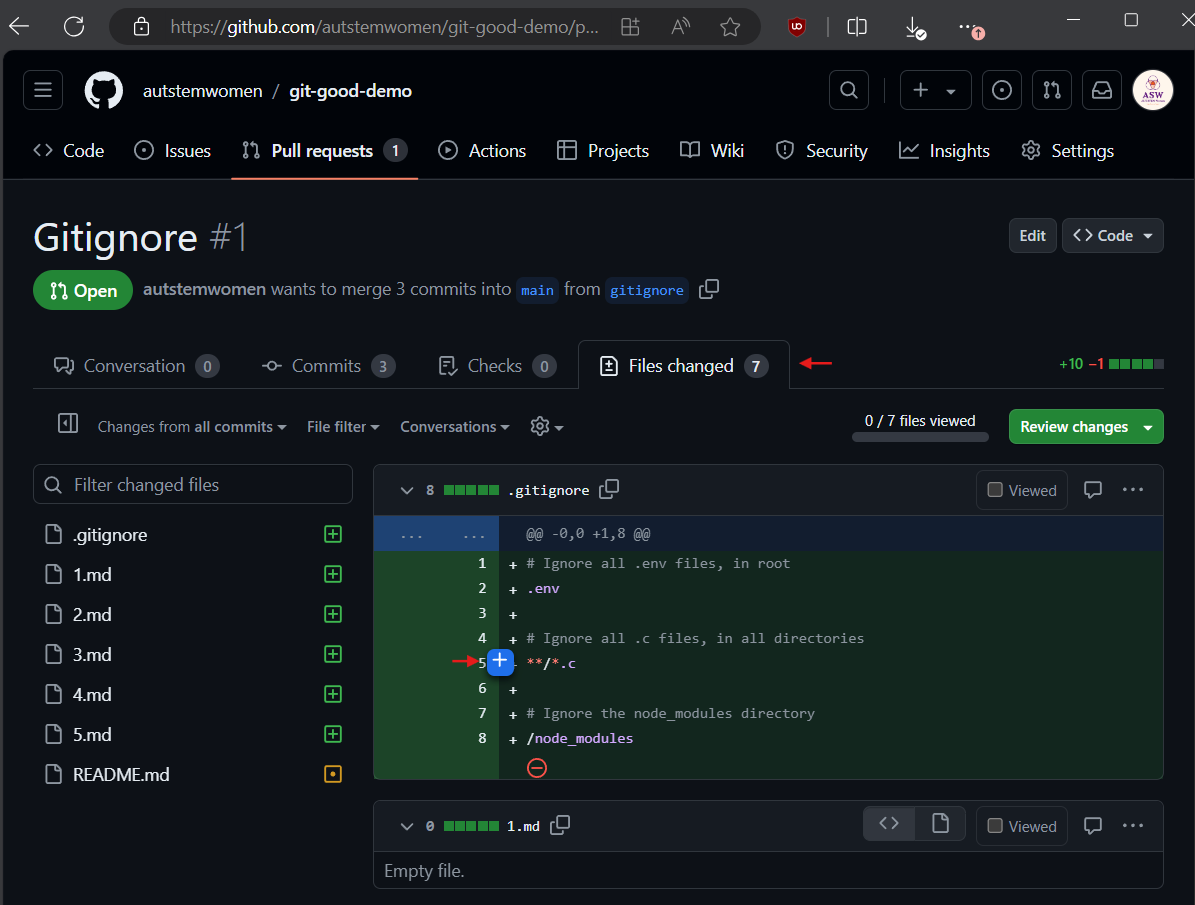 https://github.com/autstemwomen/git-good-demo/p...
autstemwomen / git-good-demo
ASW
Code
Issues
Pull requests 1
Actions
Projects
Wiki
Security
Insights
Settings
Gitignore #1
Edit
Code
Open
autstemwomen wants to merge 3 commits into main from gitignore
Conversation 0
Commits 3
Checks 0
Files changed 7
+10 −1
Changes from all commits
File filter
Conversations
0 / 7 files viewed
Review changes
Filter changed files
.gitignore
1.md
2.md
3.md
4.md
5.md
README.md
8 .gitignore
Viewed
...
... ... @@ -0,0 +1,8 @@
1 + # Ignore all .env files, in root
2 + .env
3 +
4 + # Ignore all .c files, in all directories
5 + **/*.c
6 +
7 + # Ignore the node_modules directory
8 + /node_modules
0 1.md
Viewed
...
Empty file.